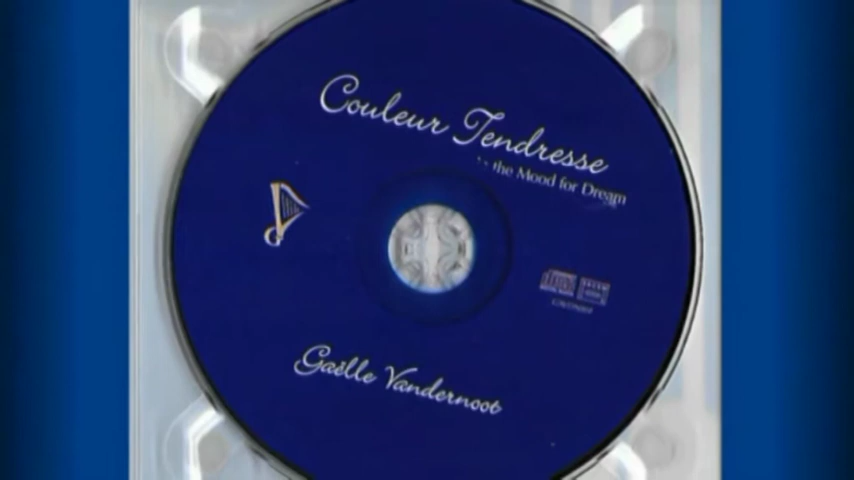 Couleur Tendresse
the Mood for Dream
Gaëlle Vandernoot